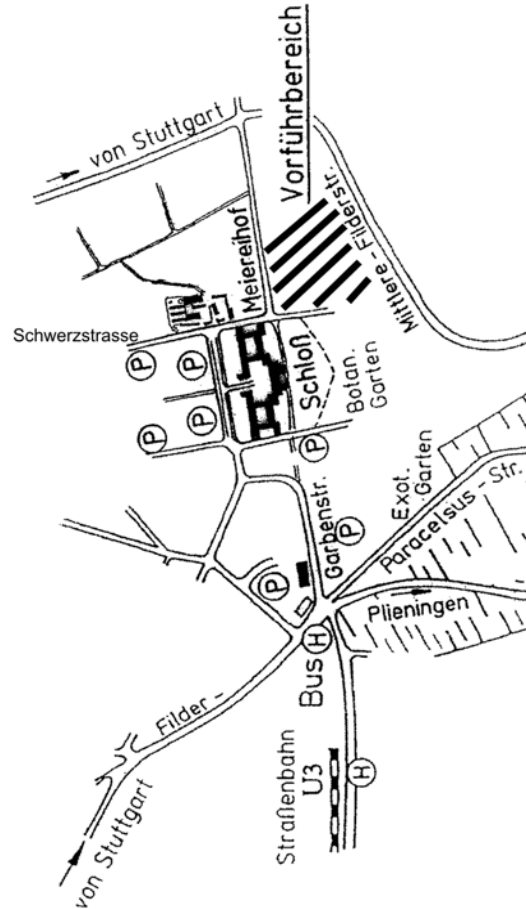 von Stuttgart
Vorführbereich
Mittlere-Filderstr.
Meiereihof
Schwerzstrasse
P
P
P
P
Schloß
Botan.
Garten
P
Garbenstr.
P
Exot.
Garten
Paracelsus-Str.
P
Plieningen
H
Bus
Filder-
von Stuttgart
Straßenbahn
U3
H